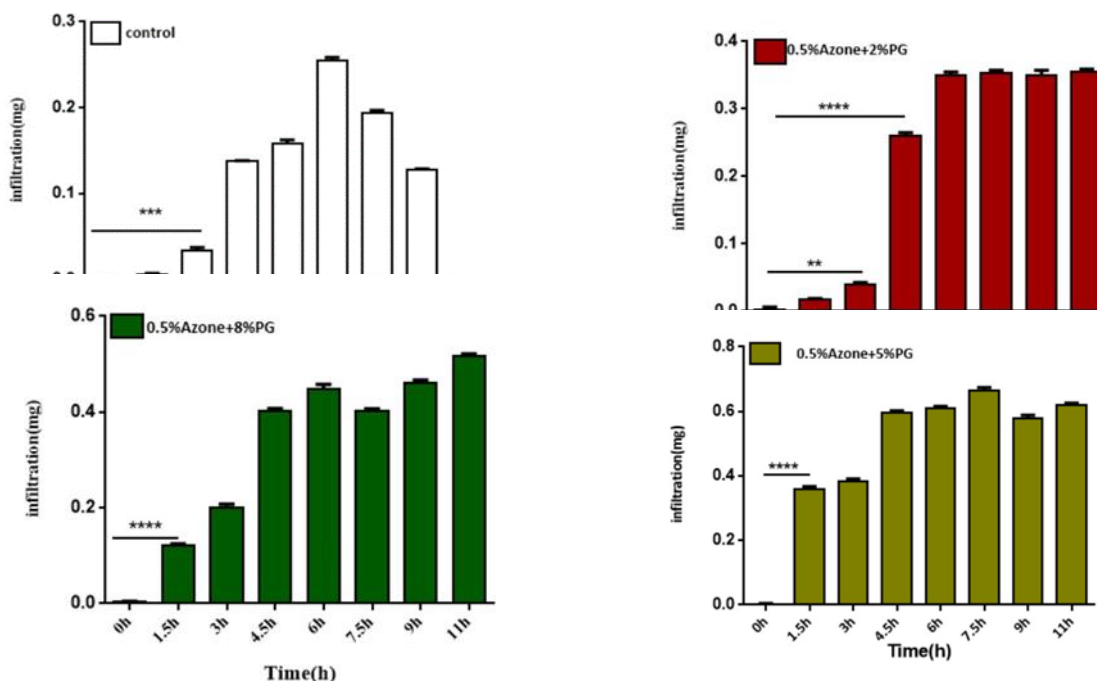 0.3
control
0.2
0.1
0.0
infiltration(mg)
***
0.4
0.5%Azone+2%PG
0.3
0.2
0.1
0.0
infiltration(mg)
****
**
0.6
0.5%Azone+8%PG
0.4
0.2
0.0
infiltration(mg)
****
0h 1.5h 3h 4.5h 6h 7.5h 9h 11h
Time(h)
0.8
0.5%Azone+5%PG
0.6
0.4
0.2
0.0
infiltration(mg)
****
0h 1.5h 3h 4.5h 6h 7.5h 9h 11h
Time(h)